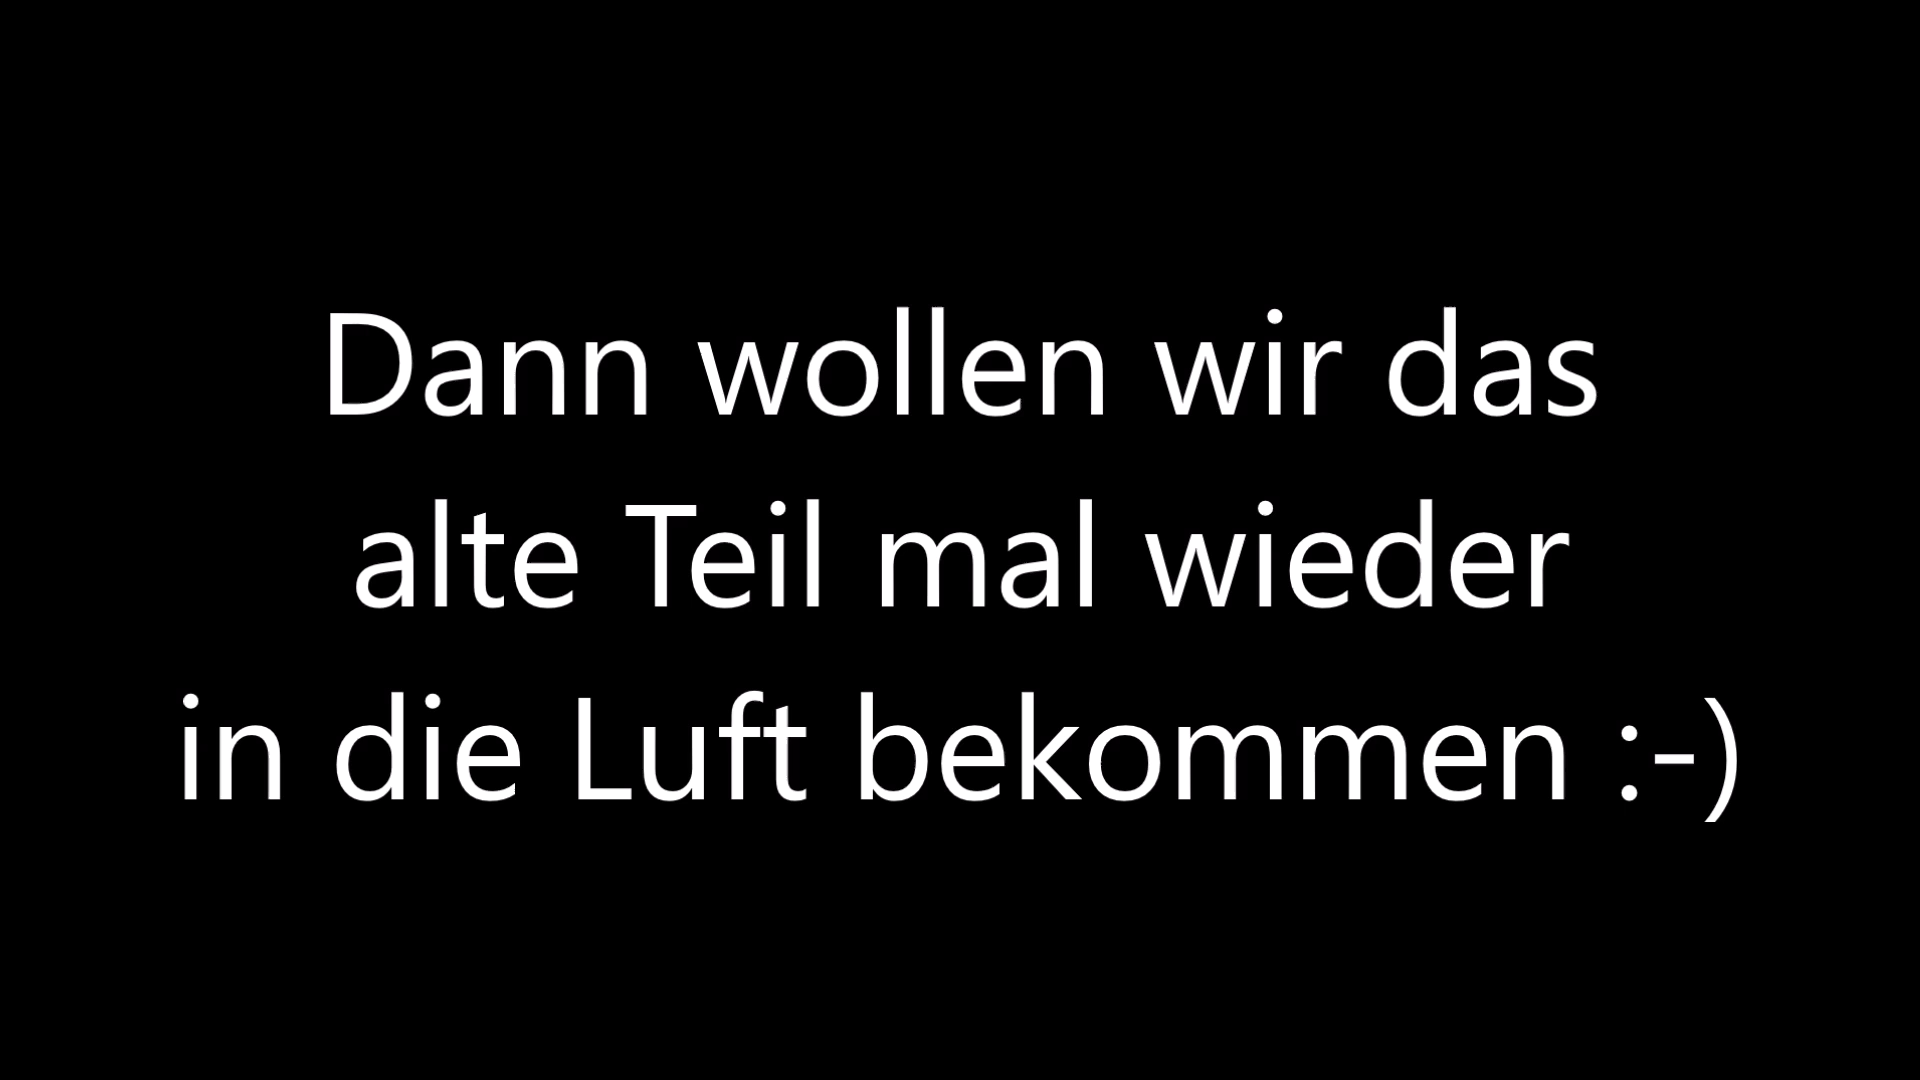 Dann wollen wir das
alte Teil mal wieder
in die Luft bekommen :-)